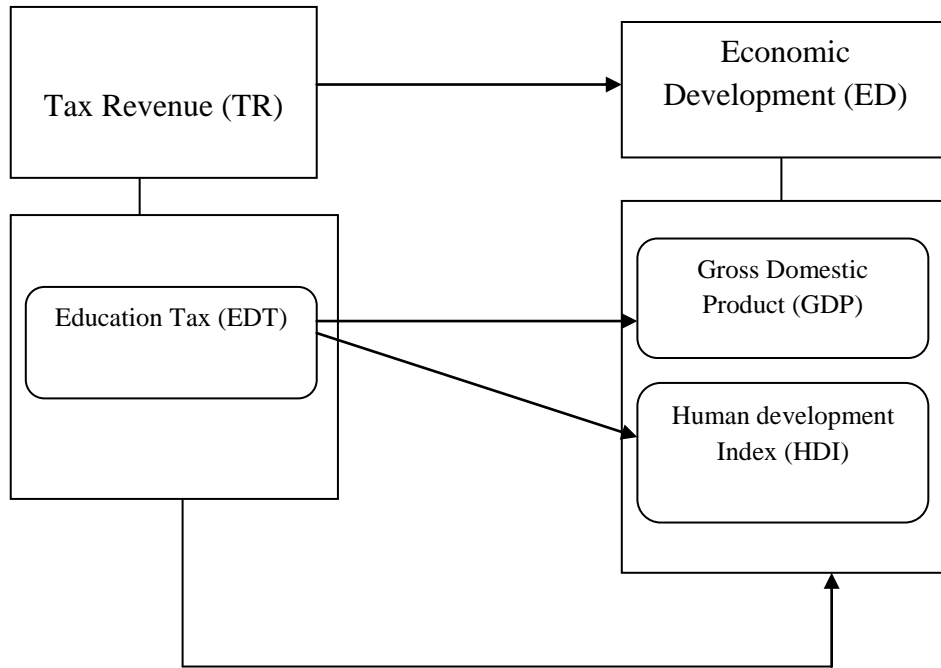 Tax Revenue (TR)
Economic
Development (ED)
Education Tax (EDT)
Gross Domestic
Product (GDP)
Human development
Index (HDI)